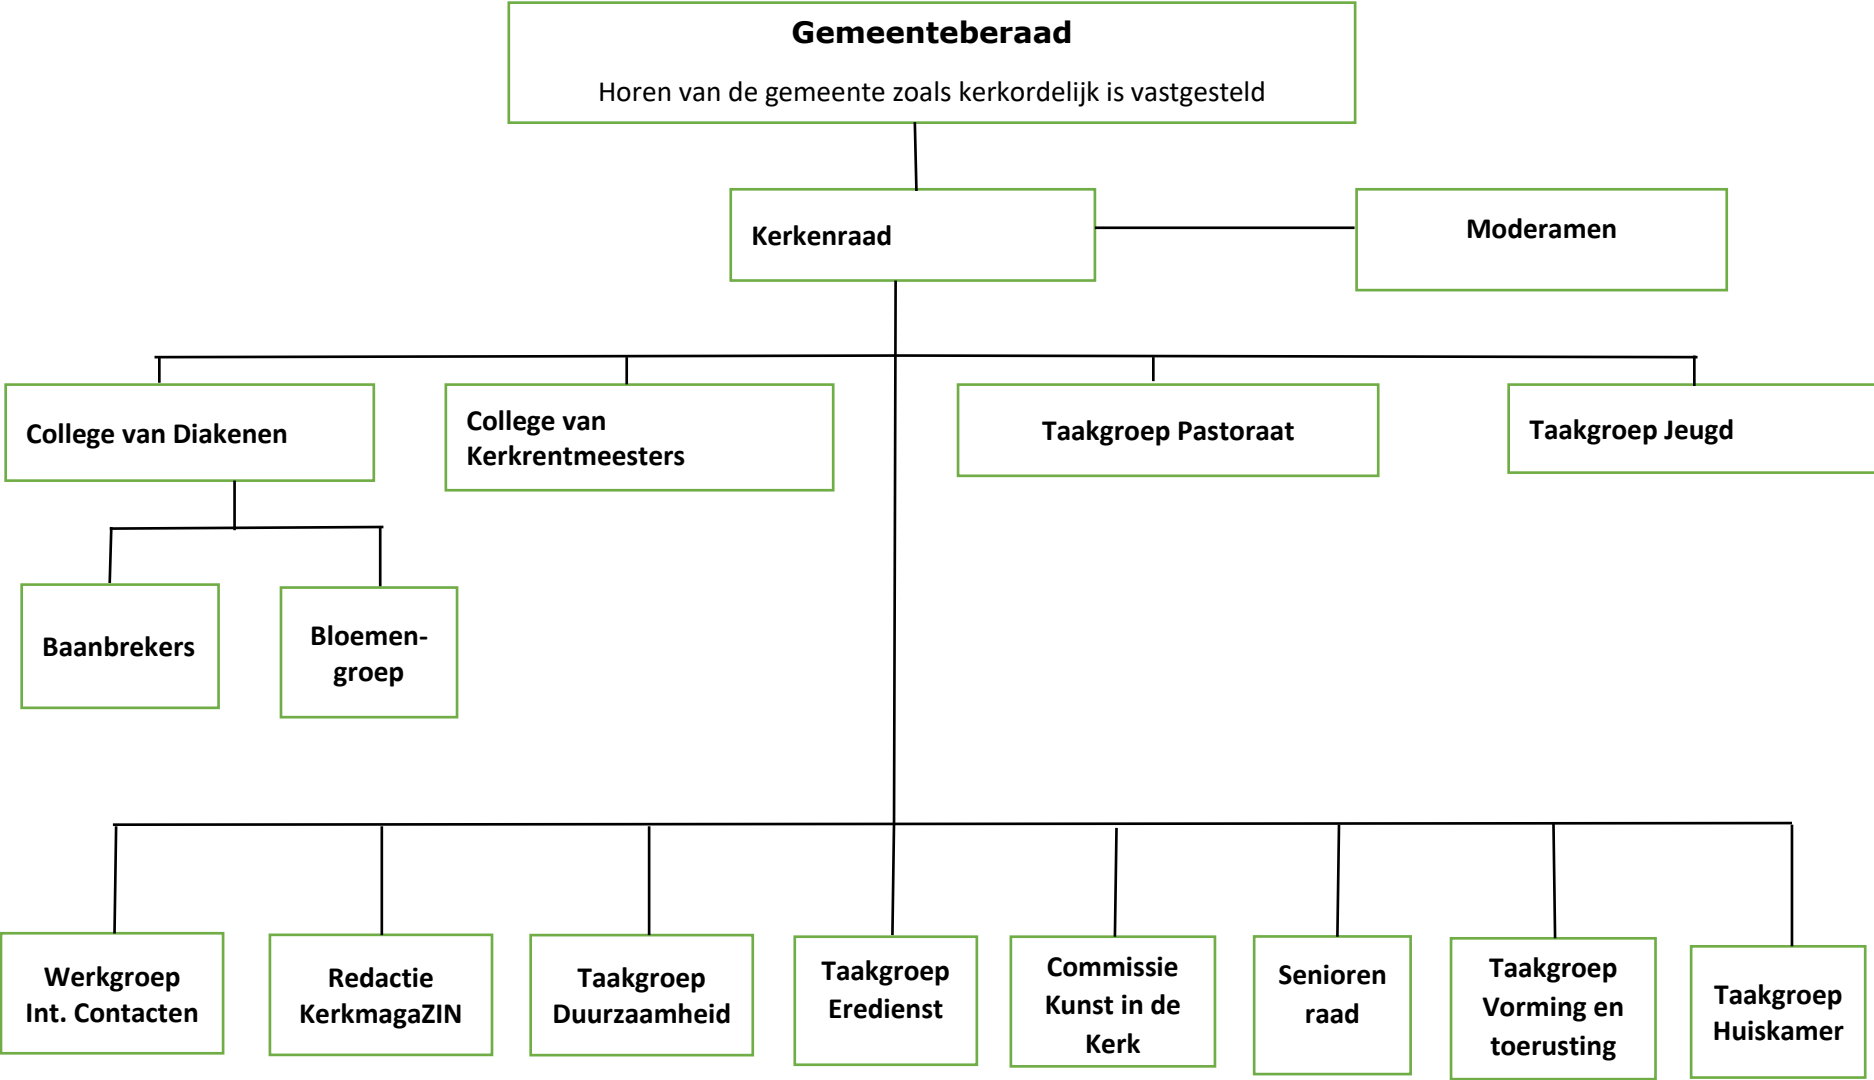 Gemeenteberaad
Horen van de gemeente zoals kerkordelijk is vastgesteld
Kerkenraad
Moderamen
College van Diakenen
College van
Kerkrentmeesters
Taakgroep Pastoraat
Taakgroep Jeugd
Baanbrekers
Bloemen-
groep
Werkgroep
Int. Contacten
Redactie
KerkmagaZIN
Taakgroep
Duurzaamheid
Taakgroep
Eredienst
Commissie
Kunst in de
Kerk
Senioren
raad
Taakgroep
Vorming en
toerusting
Taakgroep
Huiskamer